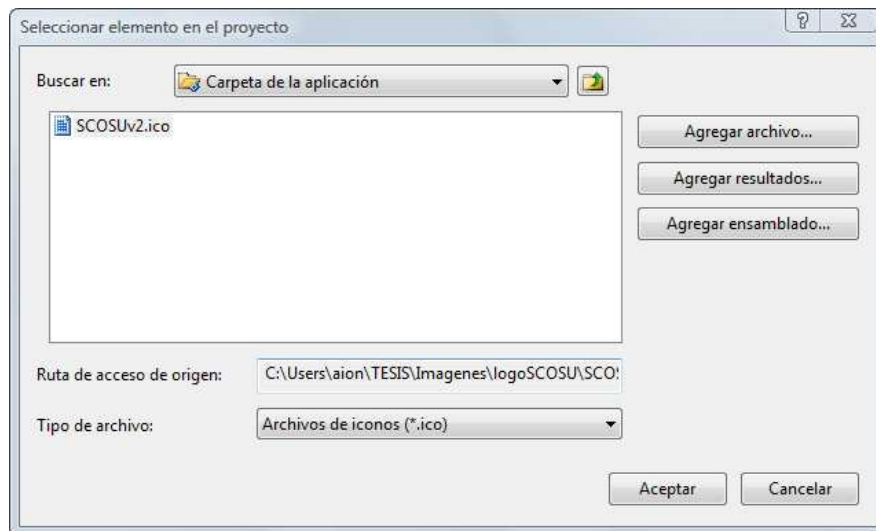 Seleccionar elemento en el proyecto
Buscar en: Carpeta de la aplicación
SCOSUv2.ico
Agregar archivo...
Agregar resultados...
Agregar ensamblado...
Ruta de acceso de origen: C:\Users\aion\TESIS\Imagenes\logoSCOSU\SCOS
Tipo de archivo: Archivos de iconos (*.ico)
Aceptar Cancelar